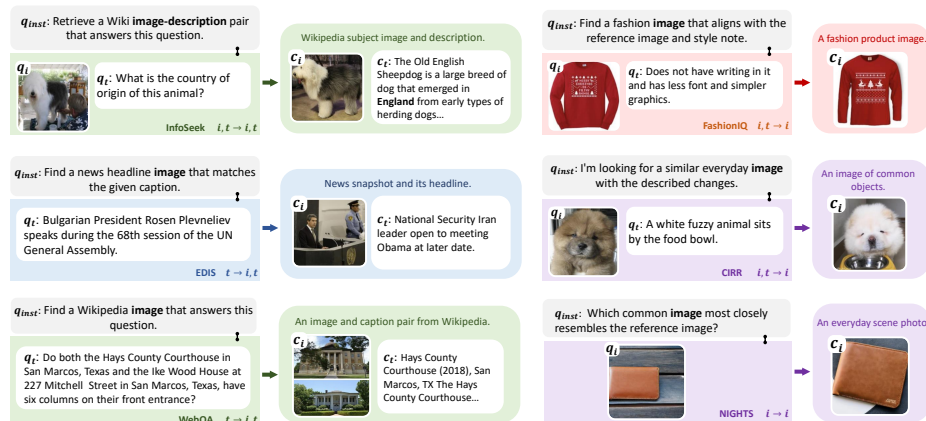 q_inst: Retrieve a Wiki image-description pair
that answers this question.
q_i
q_t: What is the country of
origin of this animal?
InfoSeek i,t → i,t
Wikipedia subject image and description.
c_i
c_t: The Old English
Sheepdog is a large breed of
dog that emerged in
England from early types of
herding dogs...
q_inst: Find a fashion image that aligns with the
reference image and style note.
q_i
q_t: Does not have writing in it
and has less font and simpler
graphics.
FashionIQ i,t → i
A fashion product image.
c_i
q_inst: Find a news headline image that matches
the given caption.
q_t: Bulgarian President Rosen Plevneliev
speaks during the 68th session of the UN
General Assembly.
EDIS t → i,t
News snapshot and its headline.
c_i
c_t: National Security Iran
leader open to meeting
Obama at later date.
q_inst: I'm looking for a similar everyday image
with the described changes.
q_i
q_t: A white fuzzy animal sits
by the food bowl.
CIRR i,t → i
An image of common
objects.
c_i
q_inst: Find a Wikipedia image that answers this
question.
q_t: Do both the Hays County Courthouse in
San Marcos, Texas and the Ike Wood House at
227 Mitchell Street in San Marcos, Texas, have
six columns on their front entrance?
WebQA t → i,t
An image and caption pair from Wikipedia.
c_i
c_t: Hays County
Courthouse (2018), San
Marcos, TX The Hays
County Courthouse...
q_inst: Which common image most closely
resembles the reference image?
q_i
NIGHTS i → i
An everyday scene photo
c_i